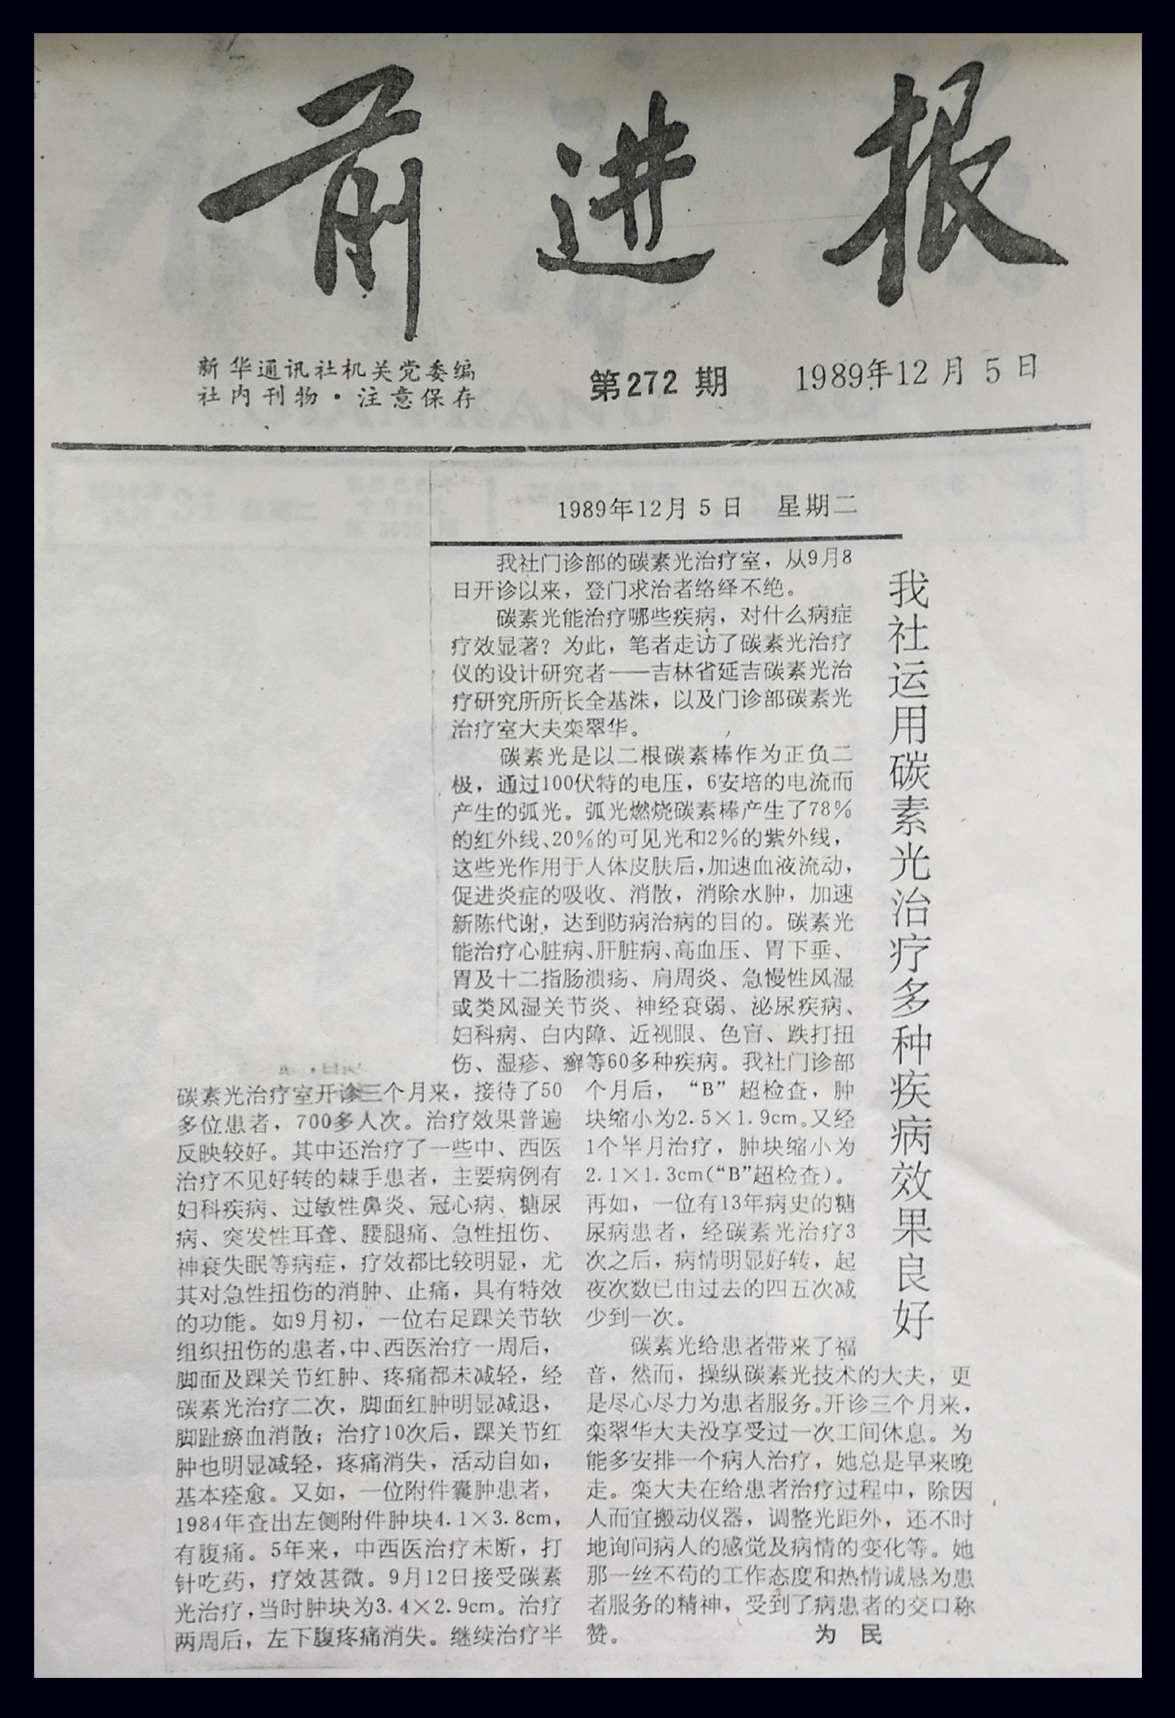 前进报
新华通讯社机关党委编
社内刊物·注意保存
第272期
1989年12月5日
1989年12月5日 星期二
我社运用碳素光治疗多种疾病效果良好
我社门诊部的碳素光治疗室，从9月8
日开诊以来，登门求治者络绎不绝。
碳素光能治疗哪些疾病，对什么病症
疗效显著？为此，笔者走访了碳素光治疗
仪的设计研究者——吉林省延吉碳素光治
疗研究所所长全基洙，以及门诊部碳素光
治疗室大夫栾翠华。
碳素光是以二根碳素棒作为正负二
极，通过100伏特的电压，6安培的电流而
产生的弧光。弧光燃烧碳素棒产生了78%
的红外线、20%的可见光和2%的紫外线，
这些光作用于人体皮肤后，加速血液流动，
促进炎症的吸收、消散，消除水肿，加速
新陈代谢，达到防病治病的目的。碳素光
能治疗心脏病、肝脏病、高血压、胃下垂、
胃及十二指肠溃疡、肩周炎、急慢性风湿
或类风湿关节炎、神经衰弱、泌尿疾病、
妇科病、白内障、近视眼、色盲、跌打扭
伤、湿疹、癣等60多种疾病。我社门诊部
碳素光治疗室开诊三个月来，接待了50
多位患者，700多人次。治疗效果普遍
反映较好。其中还治疗了一些中、西医
治疗不见好转的棘手患者，主要病例有
妇科疾病、过敏性鼻炎、冠心病、糖尿
病、突发性耳聋、腰腿痛、急性扭伤、
神衰失眠等病症，疗效都比较明显，尤
其对急性扭伤的消肿、止痛，具有特效
的功能。如9月初，一位右足踝关节软
组织扭伤的患者，中、西医治疗一周后，
脚面及踝关节红肿、疼痛都未减轻，经
碳素光治疗二次，脚面红肿明显减退，
脚趾瘀血消散；治疗10次后，踝关节红
肿也明显减轻，疼痛消失，活动自如，
基本痊愈。又如，一位附件囊肿患者，
1984年查出左侧附件肿块4.1×3.8cm，
有腹痛。5年来，中西医治疗未断，打
针吃药，疗效甚微。9月12日接受碳素
光治疗，当时肿块为3.4×2.9cm。治疗
两周后，左下腹疼痛消失。继续治疗半
个月后，“B”超检查，肿
块缩小为2.5×1.9cm。又经
1个半月治疗，肿块缩小为
2.1×1.3cm（“B”超检查）。
再如，一位有13年病史的糖
尿病患者，经碳素光治疗3
次之后，病情明显好转，起
夜次数已由过去的四五次减
少到一次。
碳素光给患者带来了福
音，然而，操纵碳素光技术的大夫，更
是尽心尽力为患者服务。开诊三个月来，
栾翠华大夫没享受过一次工间休息。为
能多安排一个病人治疗，她总是早来晚
走。栾大夫在给患者治疗过程中，除因
人而宜搬动仪器，调整光距外，还不时
地询问病人的感觉及病情的变化等。她
那一丝不苟的工作态度和热情诚恳为患
者服务的精神，受到了病患者的交口称
赞。 为民